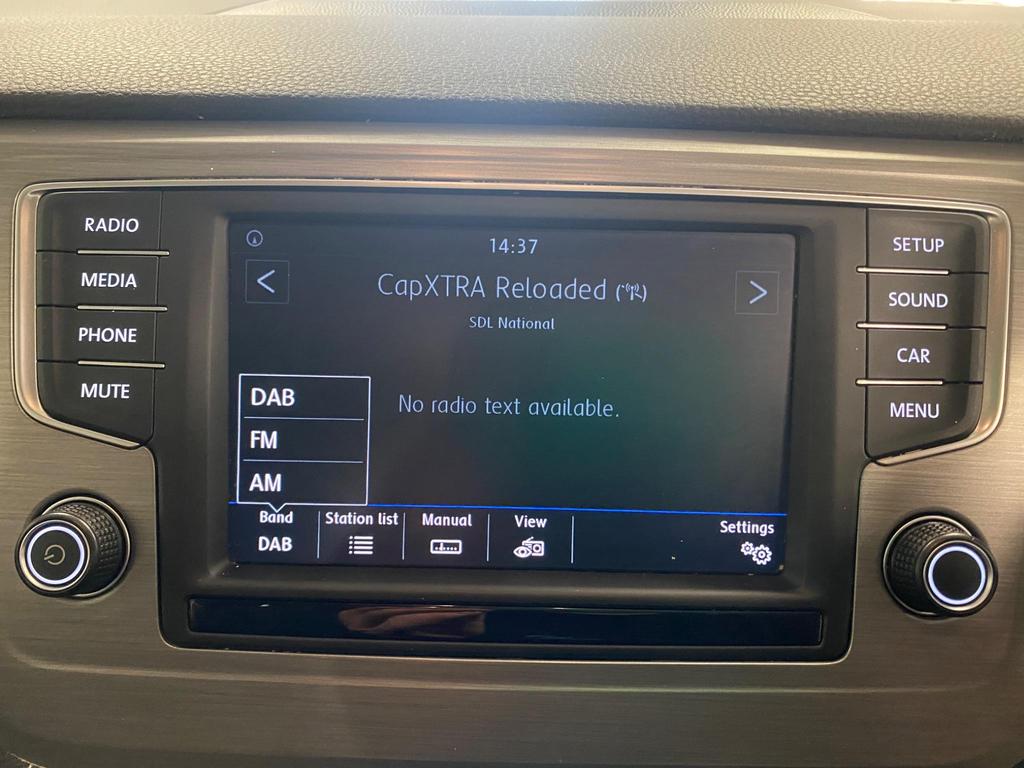 RADIO
MEDIA
PHONE
MUTE
14:37
CapXTRA Reloaded
SDL National
No radio text available.
DAB
FM
AM
Band
DAB
Station list
Manual
View
Settings
SETUP
SOUND
CAR
MENU